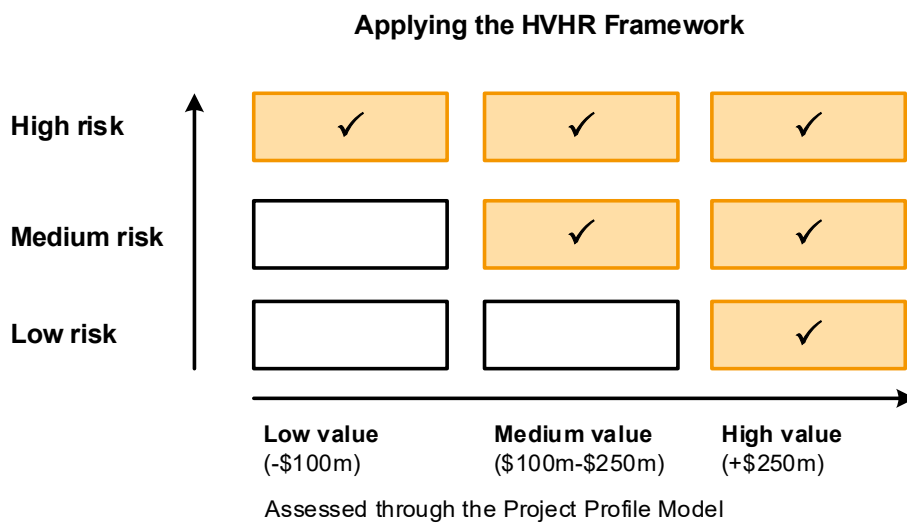 Applying the HVHR Framework
High risk ✓ ✓ ✓
Medium risk ✓ ✓
Low risk ✓
Low value Medium value High value
(-$100m) ($100m-$250m) (+$250m)
Assessed through the Project Profile Model